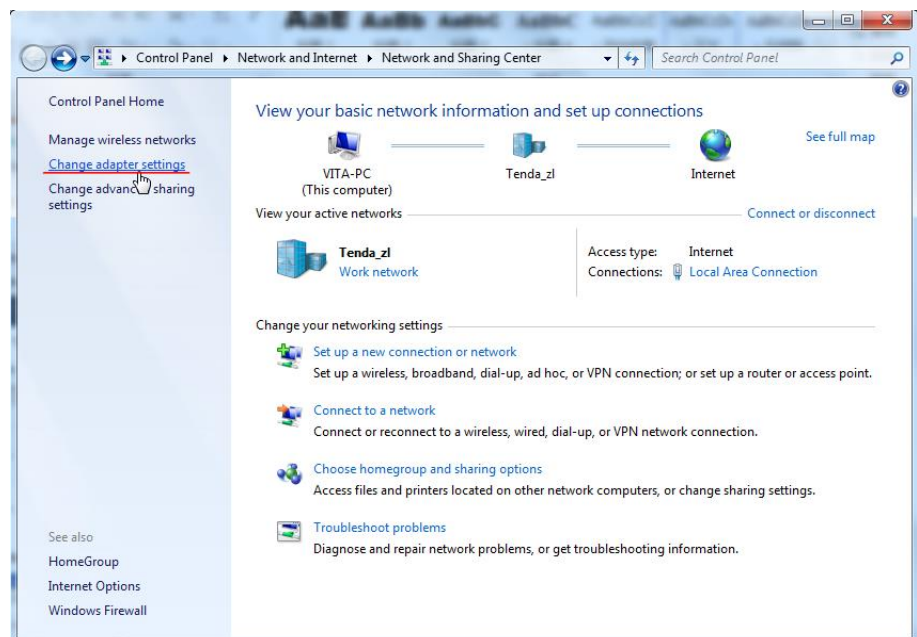 AaE AaBb
Control Panel ▸ Network and Internet ▸ Network and Sharing Center
Search Control Panel
Control Panel Home
Manage wireless networks
Change adapter settings
Change advanced sharing
settings
See also
HomeGroup
Internet Options
Windows Firewall
View your basic network information and set up connections
See full map
VITA-PC
(This computer)
Tenda_zl
Internet
View your active networks
Connect or disconnect
Tenda_zl
Work network
Access type: Internet
Connections: Local Area Connection
Change your networking settings
Set up a new connection or network
Set up a wireless, broadband, dial-up, ad hoc, or VPN connection; or set up a router or access point.
Connect to a network
Connect or reconnect to a wireless, wired, dial-up, or VPN network connection.
Choose homegroup and sharing options
Access files and printers located on other network computers, or change sharing settings.
Troubleshoot problems
Diagnose and repair network problems, or get troubleshooting information.